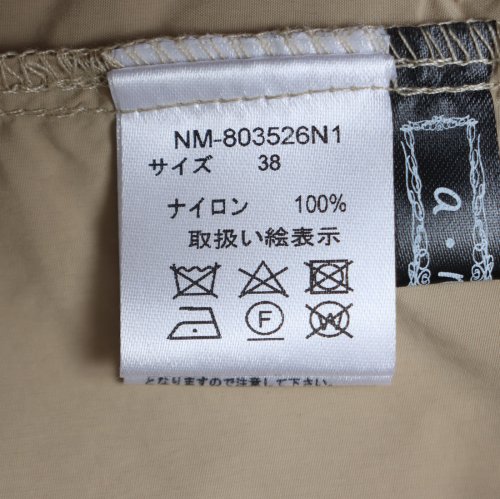 NM-803526N1
サイズ 38
ナイロン 100%
取扱い絵表示
F
W
となりますので注意して下さい。
a.